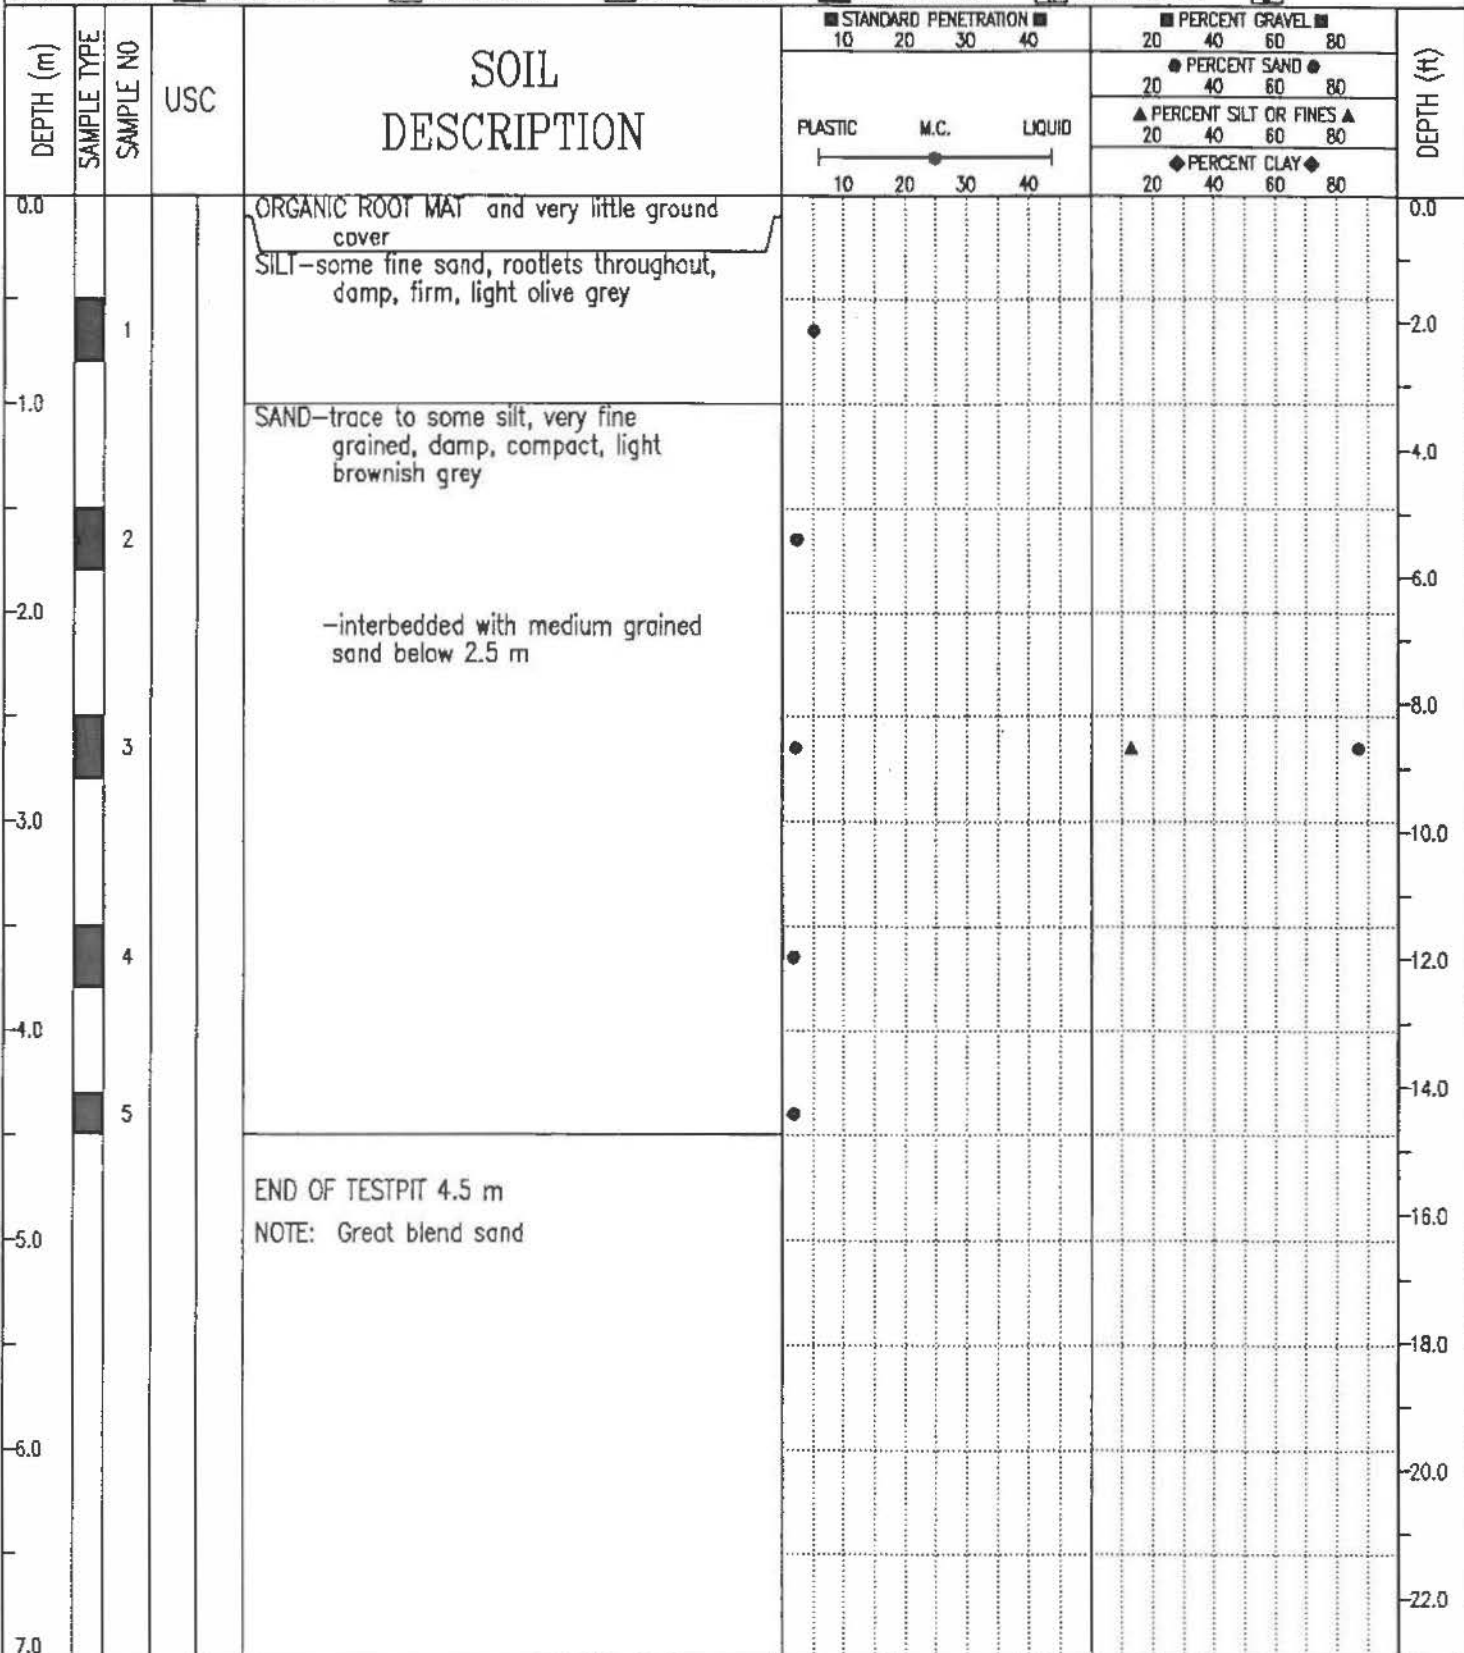 DEPTH (m)
SAMPLE TYPE
SAMPLE NO
USC
SOIL
DESCRIPTION
■ STANDARD PENETRATION ■
10 20 30 40
PLASTIC M.C. LIQUID
10 20 30 40
■ PERCENT GRAVEL ■
20 40 60 80
● PERCENT SAND ●
20 40 60 80
▲ PERCENT SILT OR FINES ▲
20 40 60 80
◆ PERCENT CLAY ◆
20 40 60 80
DEPTH (ft)
0.0
ORGANIC ROOT MAT and very little ground
cover
0.0
SILT-some fine sand, rootlets throughout,
damp, firm, light olive grey
1
2.0
1.0
SAND-trace to some silt, very fine
grained, damp, compact, light
brownish grey
4.0
2
6.0
2.0
-interbedded with medium grained
sand below 2.5 m
8.0
3
3.0
10.0
4
12.0
4.0
14.0
5
END OF TESTPIT 4.5 m
16.0
5.0
NOTE: Great blend sand
18.0
6.0
20.0
22.0
7.0